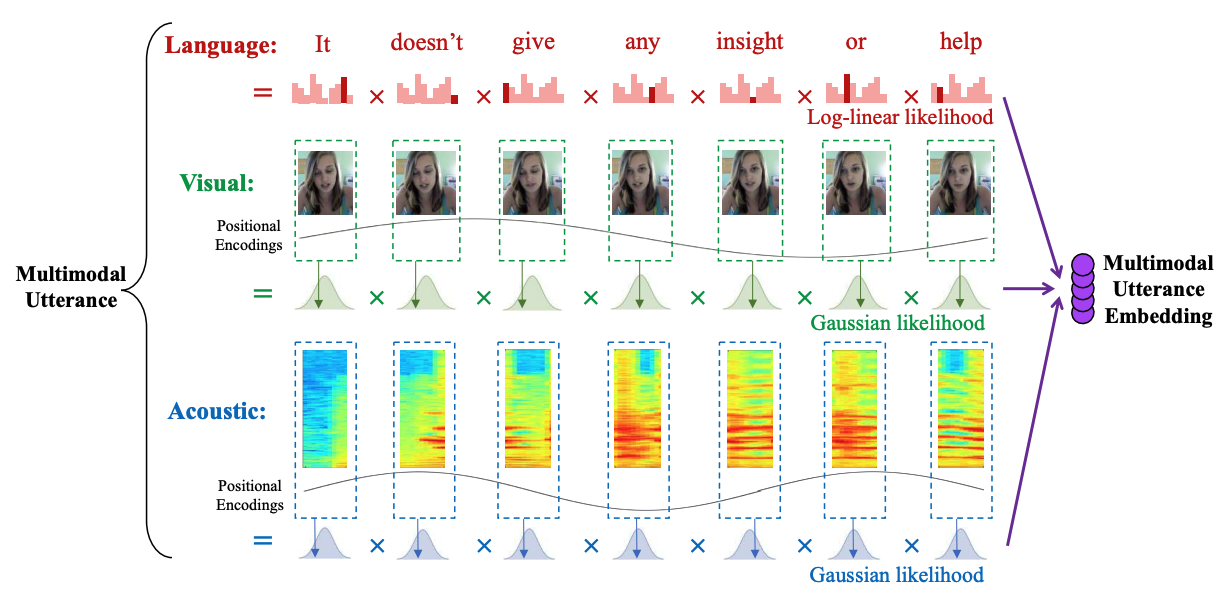 Language: It doesn't give any insight or help
= × × × × × ×
Log-linear likelihood
Visual:
Positional
Encodings
= × × × × × ×
Gaussian likelihood
Multimodal
Utterance
Multimodal
Utterance
Embedding
Acoustic:
Positional
Encodings
= × × × × × ×
Gaussian likelihood